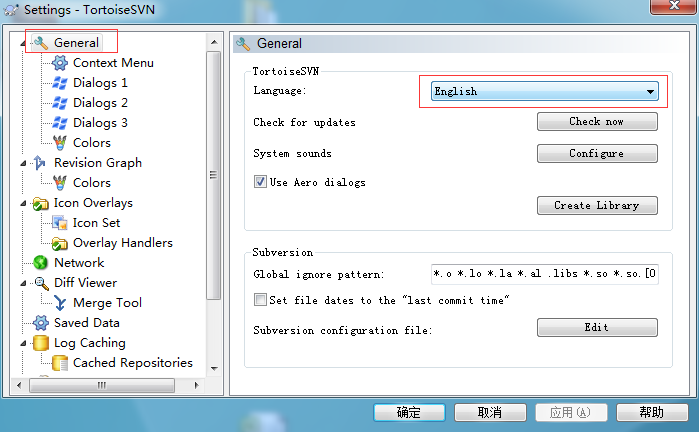 Settings - TortoiseSVN
General
Context Menu
Dialogs 1
Dialogs 2
Dialogs 3
Colors
Revision Graph
Colors
Icon Overlays
Icon Set
Overlay Handlers
Network
Diff Viewer
Merge Tool
Saved Data
Log Caching
Cached Repositories
General
TortoiseSVN
Language: English
Check for updates Check now
System sounds Configure
Use Aero dialogs
Create Library
Subversion
Global ignore pattern: *.o *.lo *.la *.al .libs *.so *.so.[0
Set file dates to the "last commit time"
Subversion configuration file: Edit
确定 取消 应用(A) 帮助